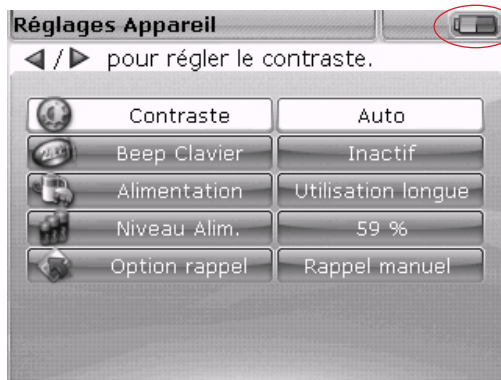 Réglages Appareil
◀/▶ pour régler le contraste.
Contraste Auto
Beep Clavier Inactif
Alimentation Utilisation longue
Niveau Alim. 59 %
Option rappel Rappel manuel